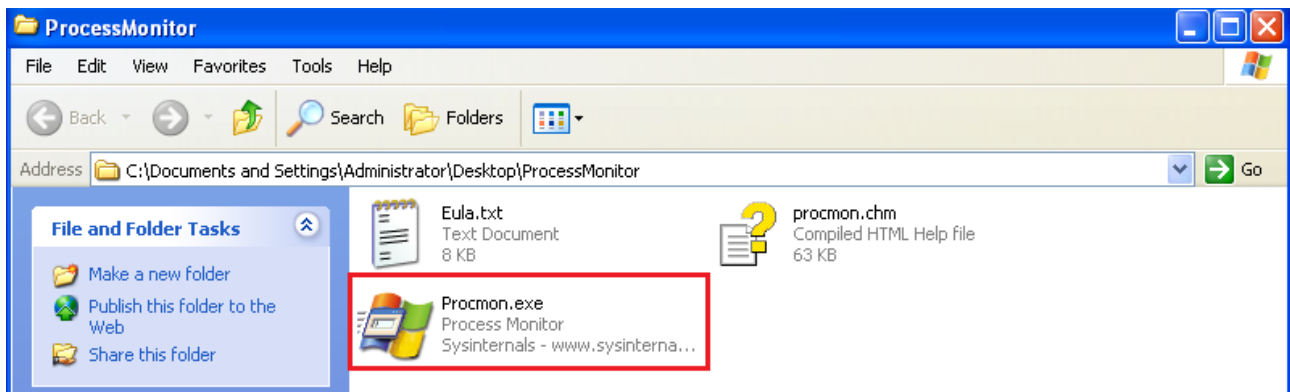 ProcessMonitor
File Edit View Favorites Tools Help
Back Search Folders
Address C:\Documents and Settings\Administrator\Desktop\ProcessMonitor Go
File and Folder Tasks
Make a new folder
Publish this folder to the
Web
Share this folder
Eula.txt
Text Document
8 KB
procmon.chm
Compiled HTML Help file
63 KB
Procmon.exe
Process Monitor
Sysinternals - www.sysinterna...